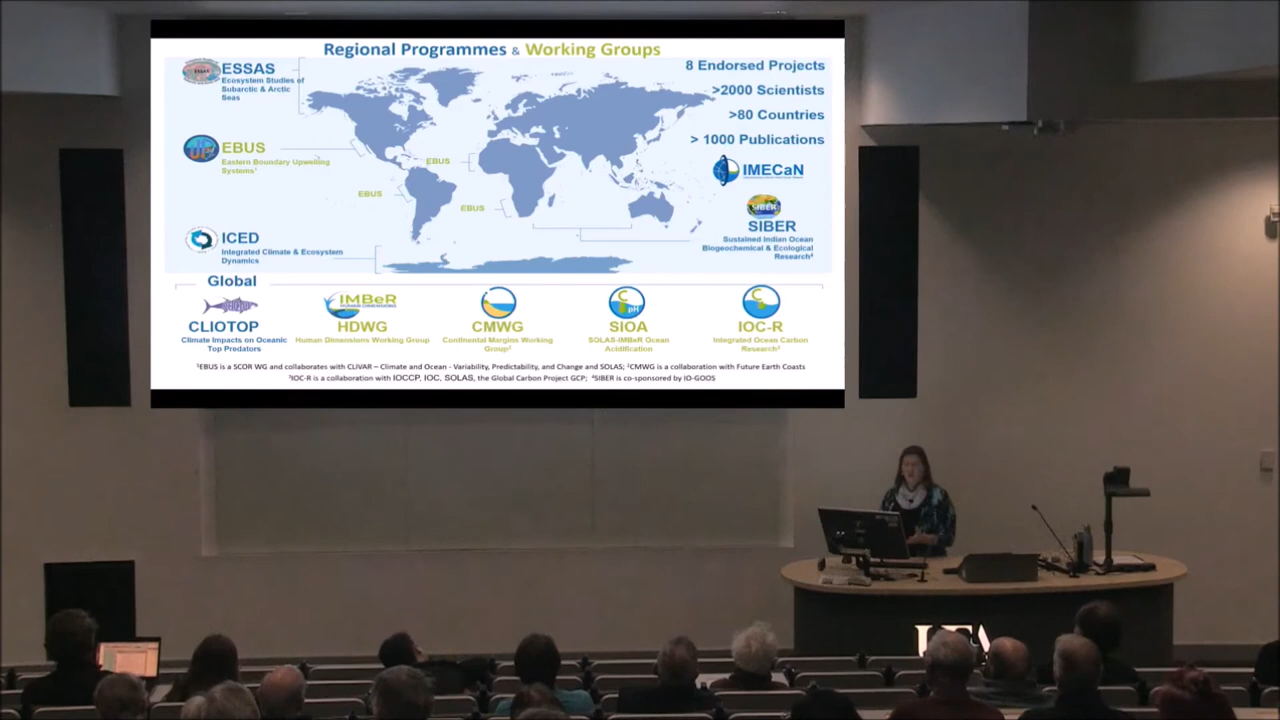 Regional Programmes & Working Groups
ESSAS
Ecosystem Studies of
Subarctic & Arctic
Seas
8 Endorsed Projects
>2000 Scientists
>80 Countries
> 1000 Publications
EBUS
Eastern Boundary Upwelling
Systems¹
EBUS
EBUS
EBUS
IMECaN
SIBER
SIBER
Sustained Indian Ocean
Biogeochemical & Ecological
Research⁴
ICED
Integrated Climate & Ecosystem
Dynamics
Global
CLIOTOP
Climate Impacts on Oceanic
Top Predators
IMBeR
HUMAN DIMENSIONS
HDWG
Human Dimensions Working Group
CMWG
Continental Margins Working
Group²
C
pH
SIOA
SOLAS-IMBeR Ocean
Acidification
C
IOC-R
Integrated Ocean Carbon
Research³
¹EBUS is a SCOR WG and collaborates with CLIVAR – Climate and Ocean - Variability, Predictability, and Change and SOLAS; ²CMWG is a collaboration with Future Earth Coasts
³IOC-R is a collaboration with IOCCP, IOC, SOLAS, the Global Carbon Project GCP; ⁴SIBER is co-sponsored by IO-GOOS